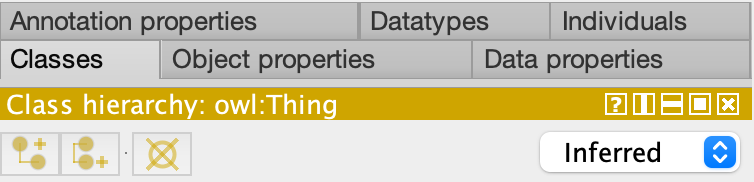 Annotation properties Datatypes Individuals
Classes Object properties Data properties
Class hierarchy: owl:Thing
Inferred